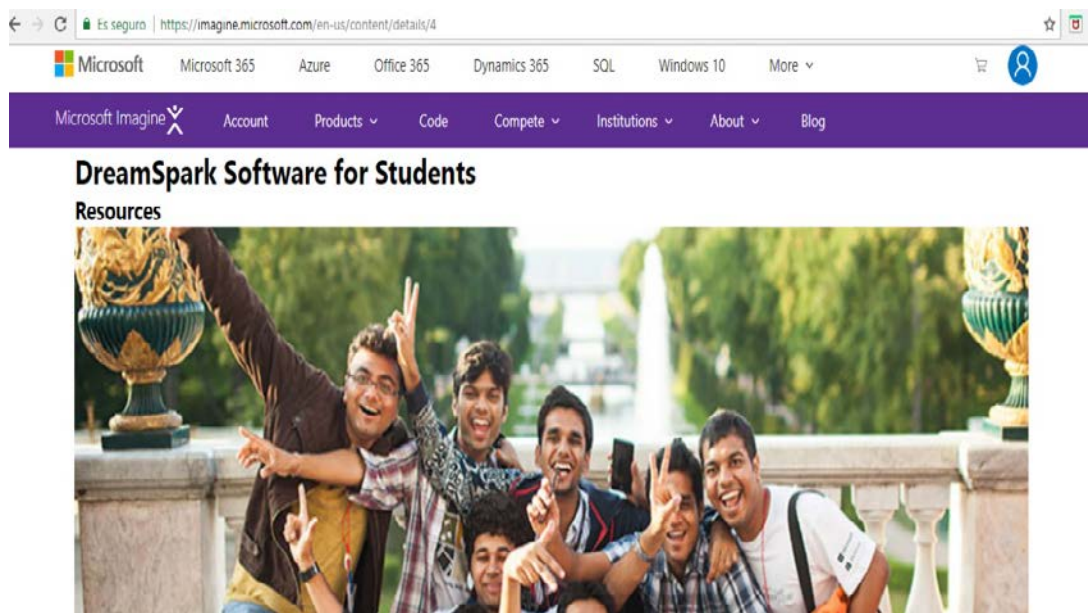 Es seguro | https://imagine.microsoft.com/en-us/content/details/4
Microsoft Microsoft 365 Azure Office 365 Dynamics 365 SQL Windows 10 More
Microsoft Imagine Account Products Code Compete Institutions About Blog
DreamSpark Software for Students
Resources